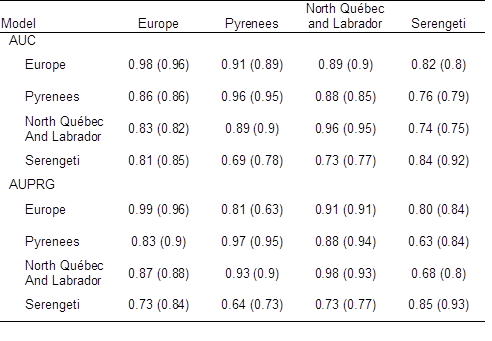 Model Europe Pyrenees North Québec and Labrador Serengeti
AUC
Europe 0.98 (0.96) 0.91 (0.89) 0.89 (0.9) 0.82 (0.8)
Pyrenees 0.86 (0.86) 0.96 (0.95) 0.88 (0.85) 0.76 (0.79)
North Québec
And Labrador 0.83 (0.82) 0.89 (0.9) 0.96 (0.95) 0.74 (0.75)
Serengeti 0.81 (0.85) 0.69 (0.78) 0.73 (0.77) 0.84 (0.92)
AUPRG
Europe 0.99 (0.96) 0.81 (0.63) 0.91 (0.91) 0.80 (0.84)
Pyrenees 0.83 (0.9) 0.97 (0.95) 0.88 (0.94) 0.63 (0.84)
North Québec
And Labrador 0.87 (0.88) 0.93 (0.9) 0.98 (0.93) 0.68 (0.8)
Serengeti 0.73 (0.84) 0.64 (0.73) 0.73 (0.77) 0.85 (0.93)